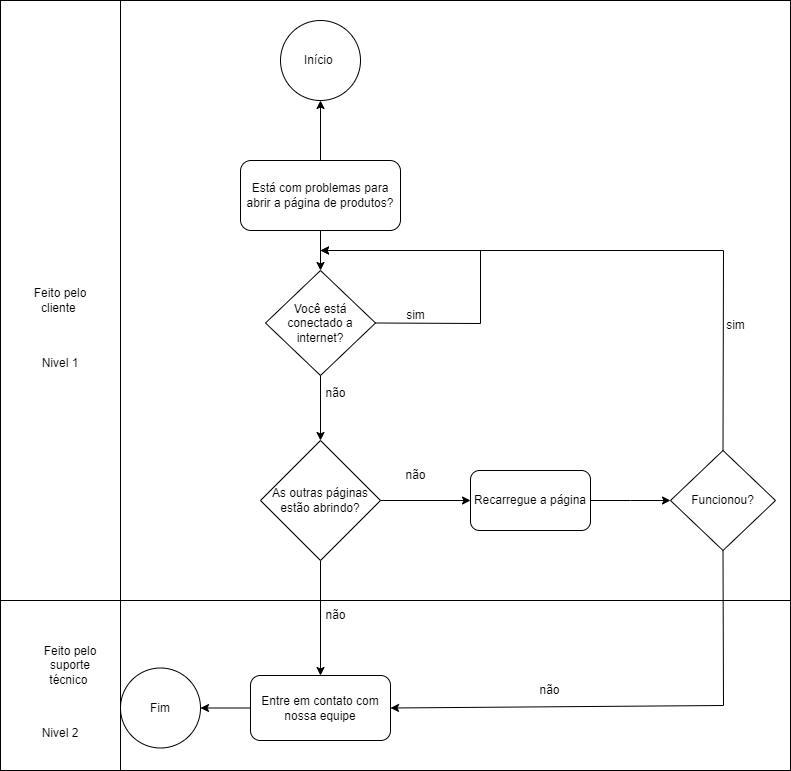 Início
Está com problemas para
abrir a página de produtos?
Feito pelo
cliente
Nivel 1
Você está
conectado a
internet?
sim
sim
não
As outras páginas
estão abrindo?
não
Recarregue a página
Funcionou?
não
Feito pelo
suporte
técnico
Nivel 2
Fim
Entre em contato com
nossa equipe
não